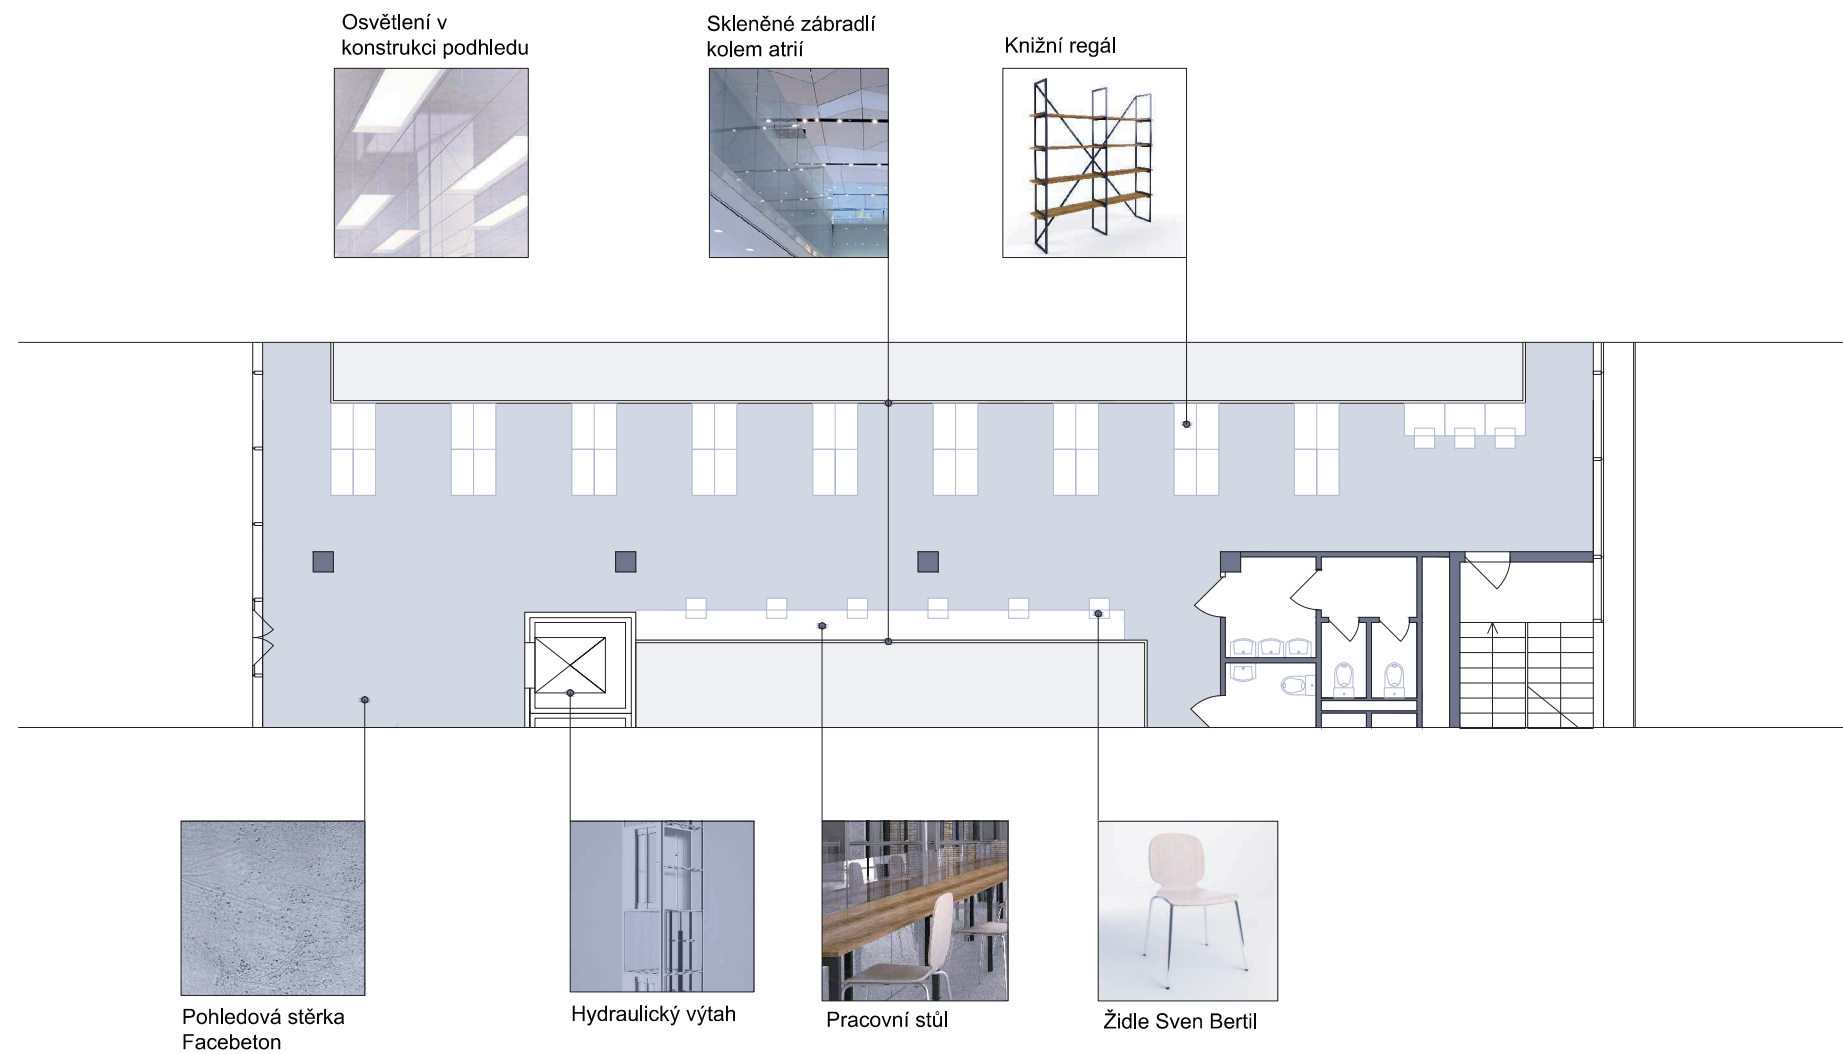 Osvětlení v
konstrukci podhledu
Skleněné zábradlí
kolem atrií
Knižní regál
Pohledová stěrka
Facebeton
Hydraulický výtah
Pracovní stůl
Židle Sven Bertil